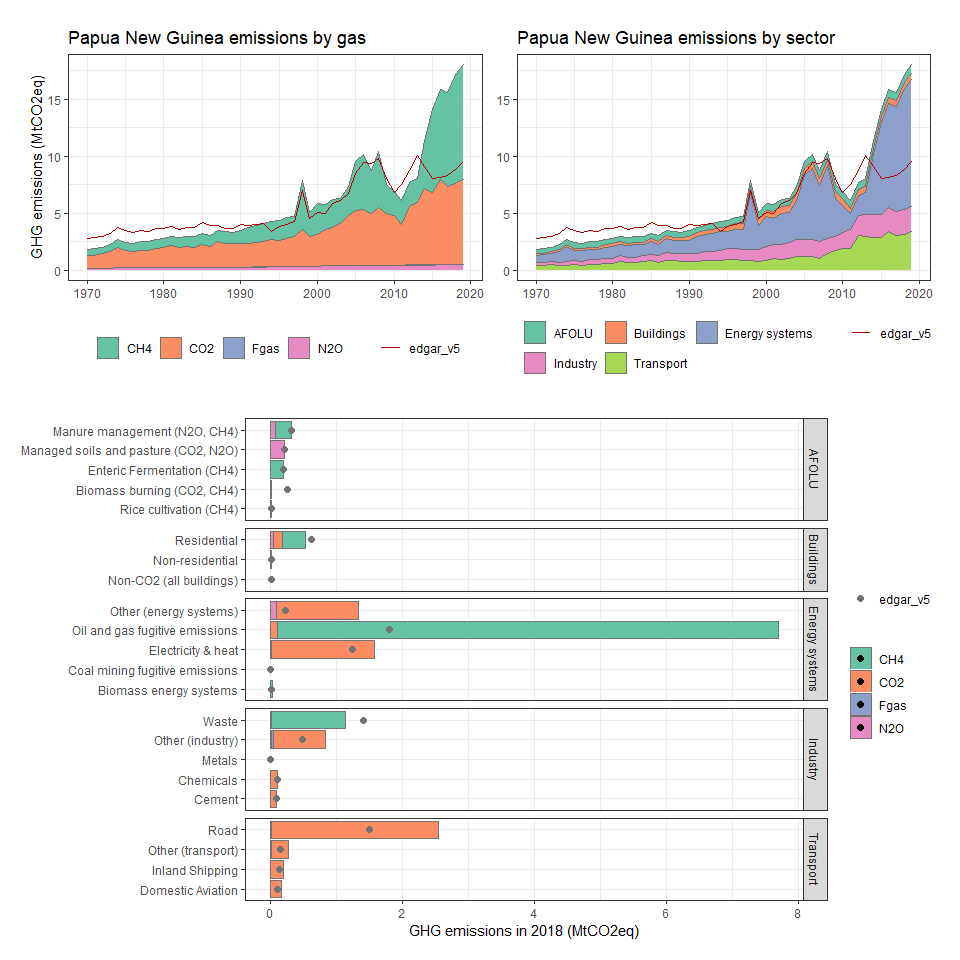 Papua New Guinea emissions by gas
GHG emissions (MtCO2eq)
15
10
5
0
1970 1980 1990 2000 2010 2020
CH4 CO2 Fgas N2O edgar_v5
Papua New Guinea emissions by sector
15
10
5
0
1970 1980 1990 2000 2010 2020
AFOLU Buildings Energy systems edgar_v5
Industry Transport
Manure management (N2O, CH4)
Managed soils and pasture (CO2, N2O)
Enteric Fermentation (CH4)
Biomass burning (CO2, CH4)
Rice cultivation (CH4)
AFOLU
Residential
Non-residential
Non-CO2 (all buildings)
Buildings
Other (energy systems)
Oil and gas fugitive emissions
Electricity & heat
Coal mining fugitive emissions
Biomass energy systems
Energy systems
Waste
Other (industry)
Metals
Chemicals
Cement
Industry
Road
Other (transport)
Inland Shipping
Domestic Aviation
Transport
0 2 4 6 8
GHG emissions in 2018 (MtCO2eq)
edgar_v5
CH4
CO2
Fgas
N2O